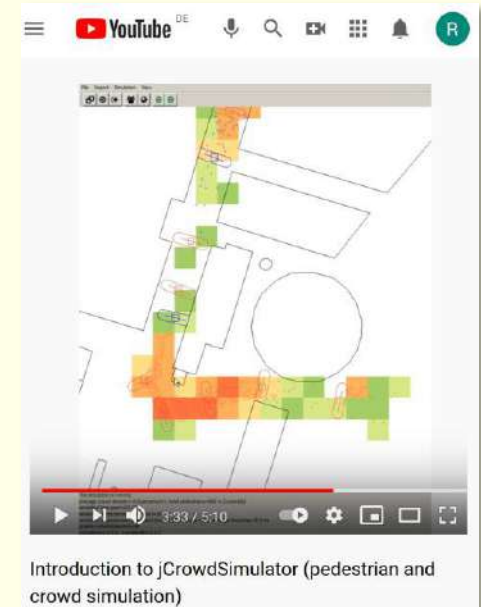 YouTube DE
R
File Import Simulation View
3:33 / 5:10
Introduction to jCrowdSimulator (pedestrian and
crowd simulation)